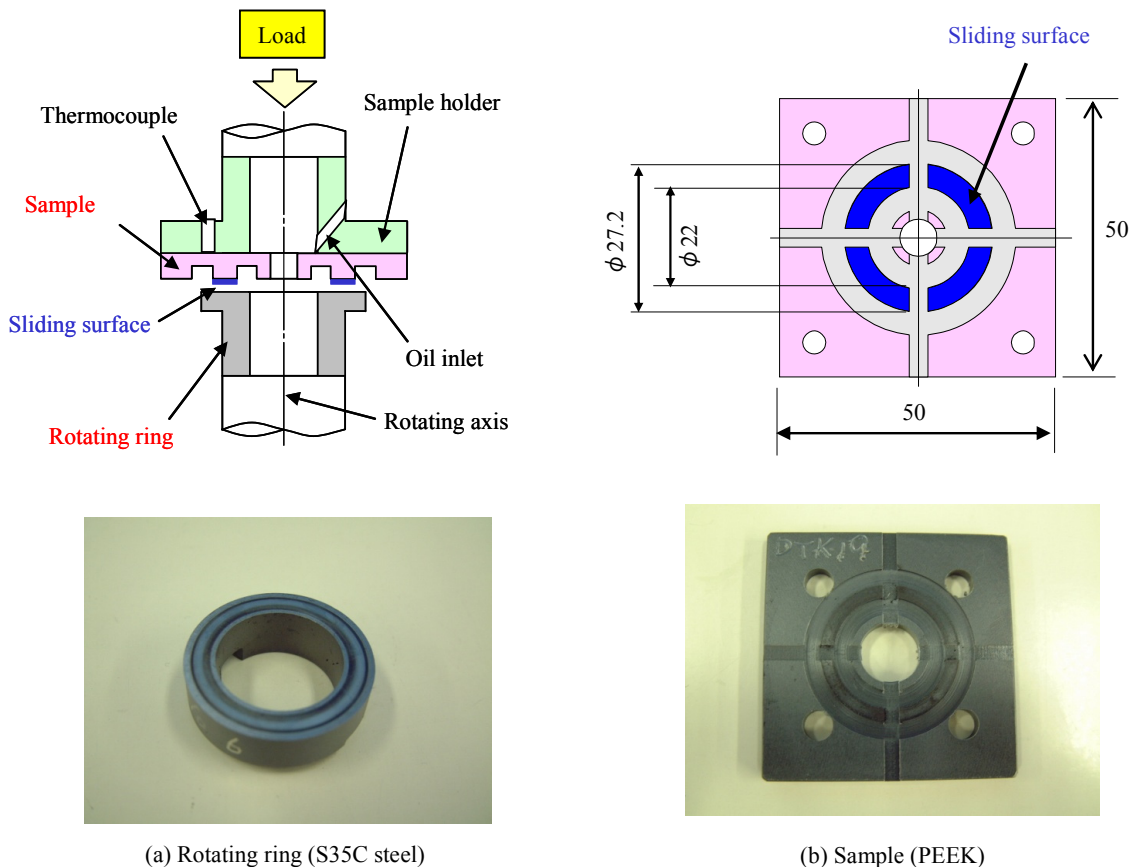 Load
Thermocouple
Sample holder
Sample
Sliding surface
Oil inlet
Rotating ring
Rotating axis
Sliding surface
ϕ 27.2
ϕ 22
50
50
6
DTK19
(a) Rotating ring (S35C steel)
(b) Sample (PEEK)